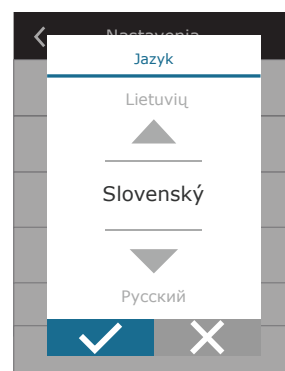 Nastavenia
Jazyk
Lietuvių
Slovenský
Русский